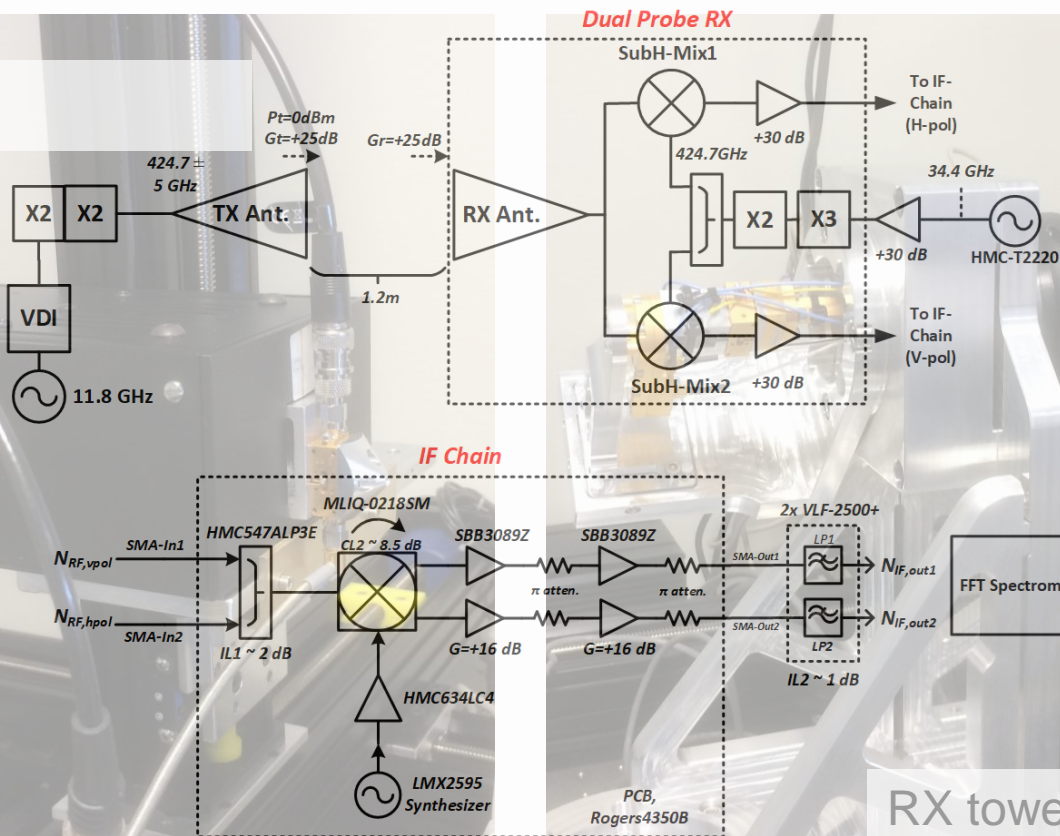 Dual Probe RX
SubH-Mix1
To IF-
Chain
(H-pol)
+30 dB
Pt=0dBm
Gt=+25dB
Gr=+25dB
424.7 ±
5 GHz
424.7GHz
34.4 GHz
X2
X2
TX Ant.
RX Ant.
X2
X3
+30 dB
HMC-T2220
1.2m
VDI
11.8 GHz
To IF-
Chain
(V-pol)
SubH-Mix2
+30 dB
IF Chain
MLIQ-0218SM
2x VLF-2500+
HMC547ALP3E
SBB3089Z
SBB3089Z
CL2 ~ 8.5 dB
LP1
SMA-In1
NRF,vpol
SMA-Out1
NIF,out1
π atten.
π atten.
FFT Spectrom
NRF,hpol
SMA-In2
SMA-Out2
NIF,out2
IL1 ~ 2 dB
G=+16 dB
G=+16 dB
LP2
IL2 ~ 1 dB
HMC634LC4
LMX2595
Synthesizer
PCB,
Rogers4350B
RX towe